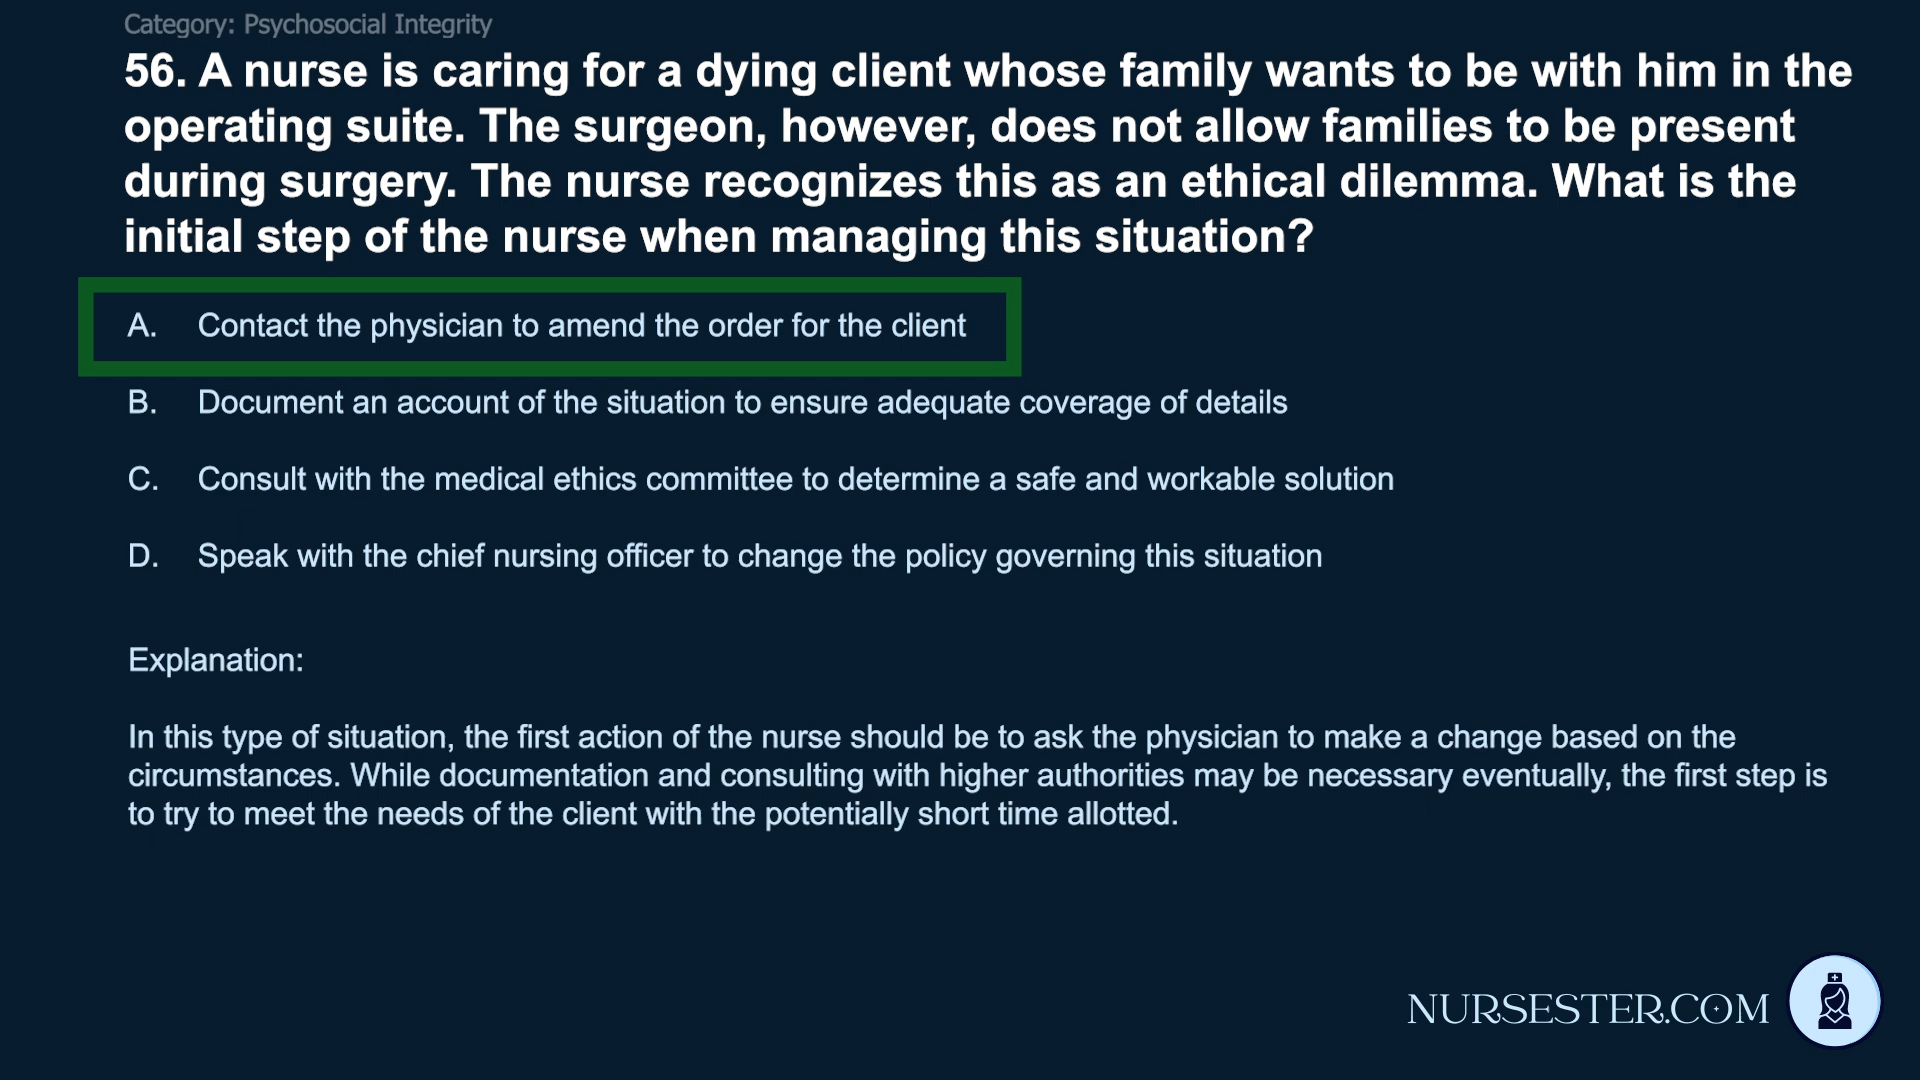 Category: Psychosocial Integrity
56. A nurse is caring for a dying client whose family wants to be with him in the
operating suite. The surgeon, however, does not allow families to be present
during surgery. The nurse recognizes this as an ethical dilemma. What is the
initial step of the nurse when managing this situation?
A. Contact the physician to amend the order for the client
B. Document an account of the situation to ensure adequate coverage of details
C. Consult with the medical ethics committee to determine a safe and workable solution
D. Speak with the chief nursing officer to change the policy governing this situation
Explanation:
In this type of situation, the first action of the nurse should be to ask the physician to make a change based on the
circumstances. While documentation and consulting with higher authorities may be necessary eventually, the first step is
to try to meet the needs of the client with the potentially short time allotted.
NURSESTER.COM